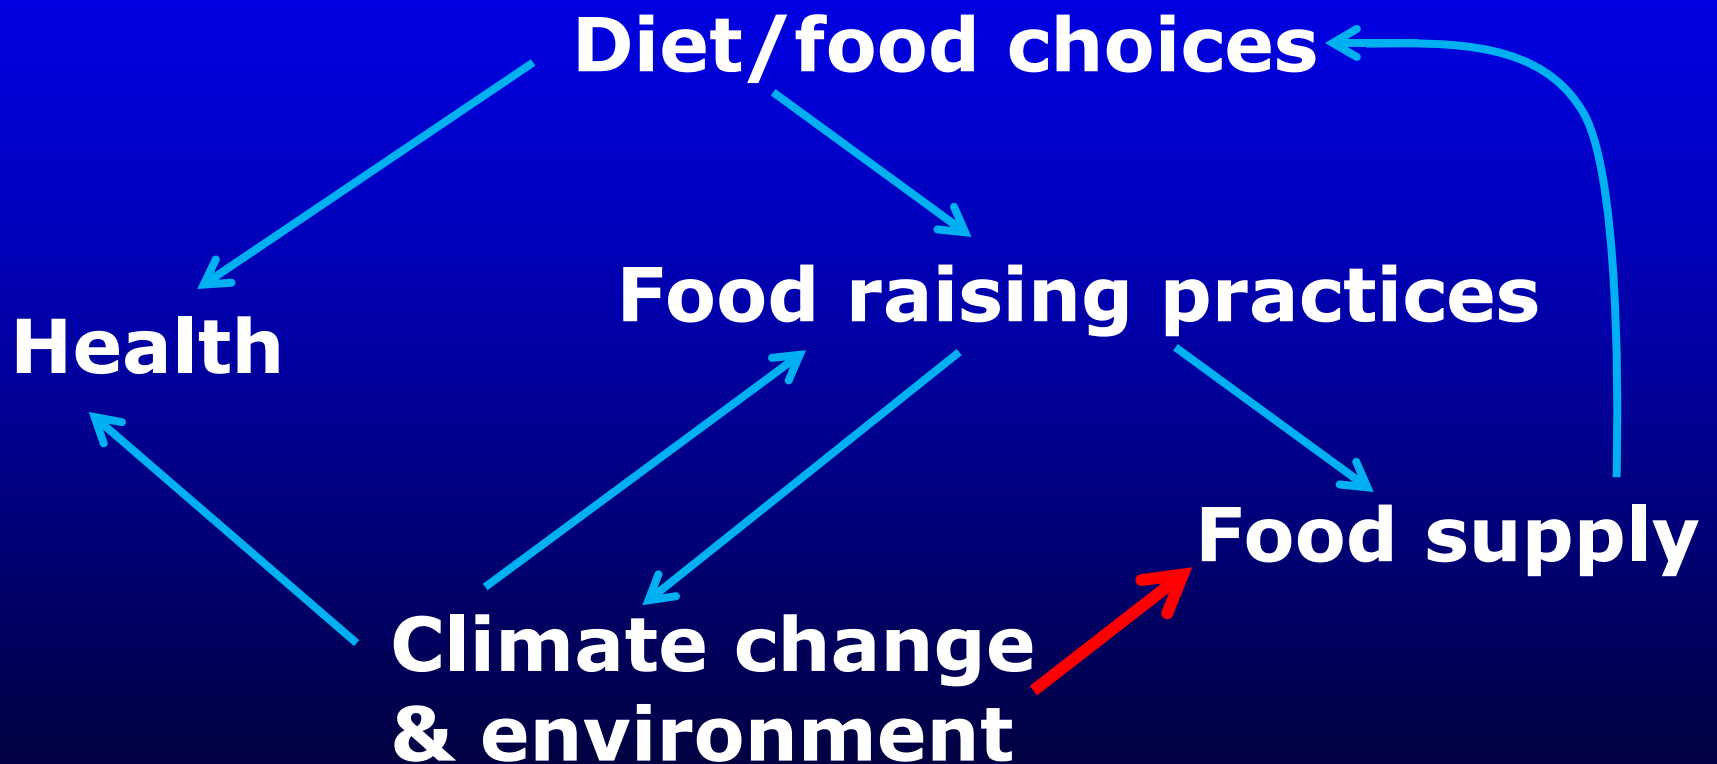 Diet/food choices
Food raising practices
Health
Food supply
Climate change
& environment